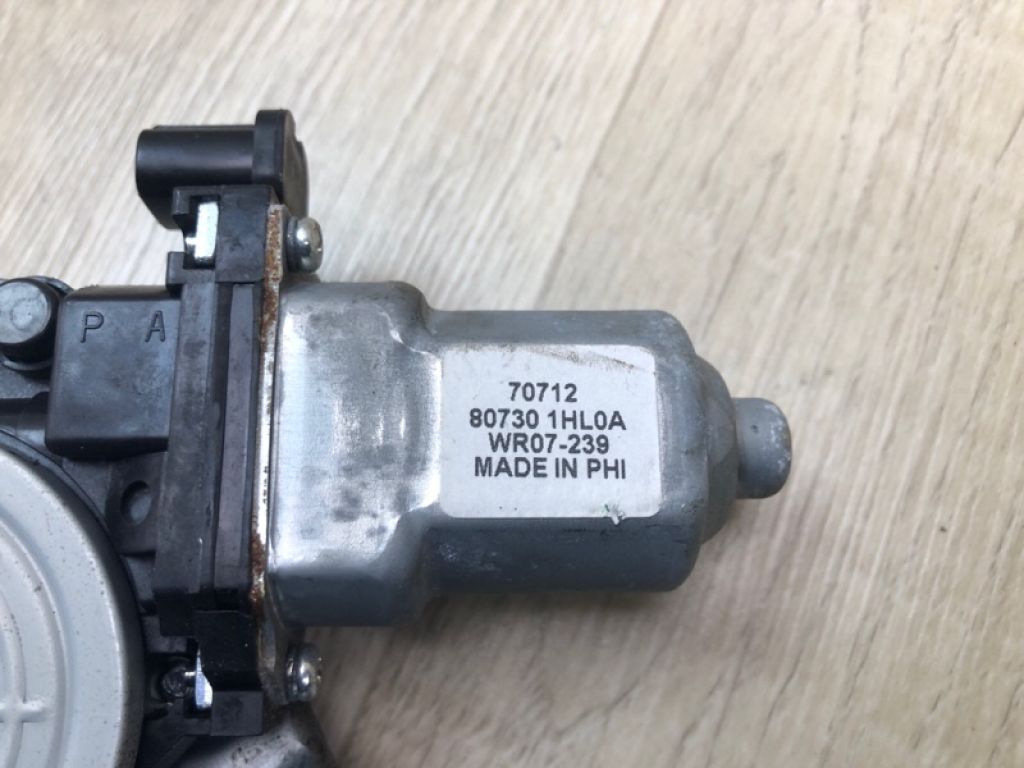 P A
70712
80730 1HL0A
WR07-239
MADE IN PHI